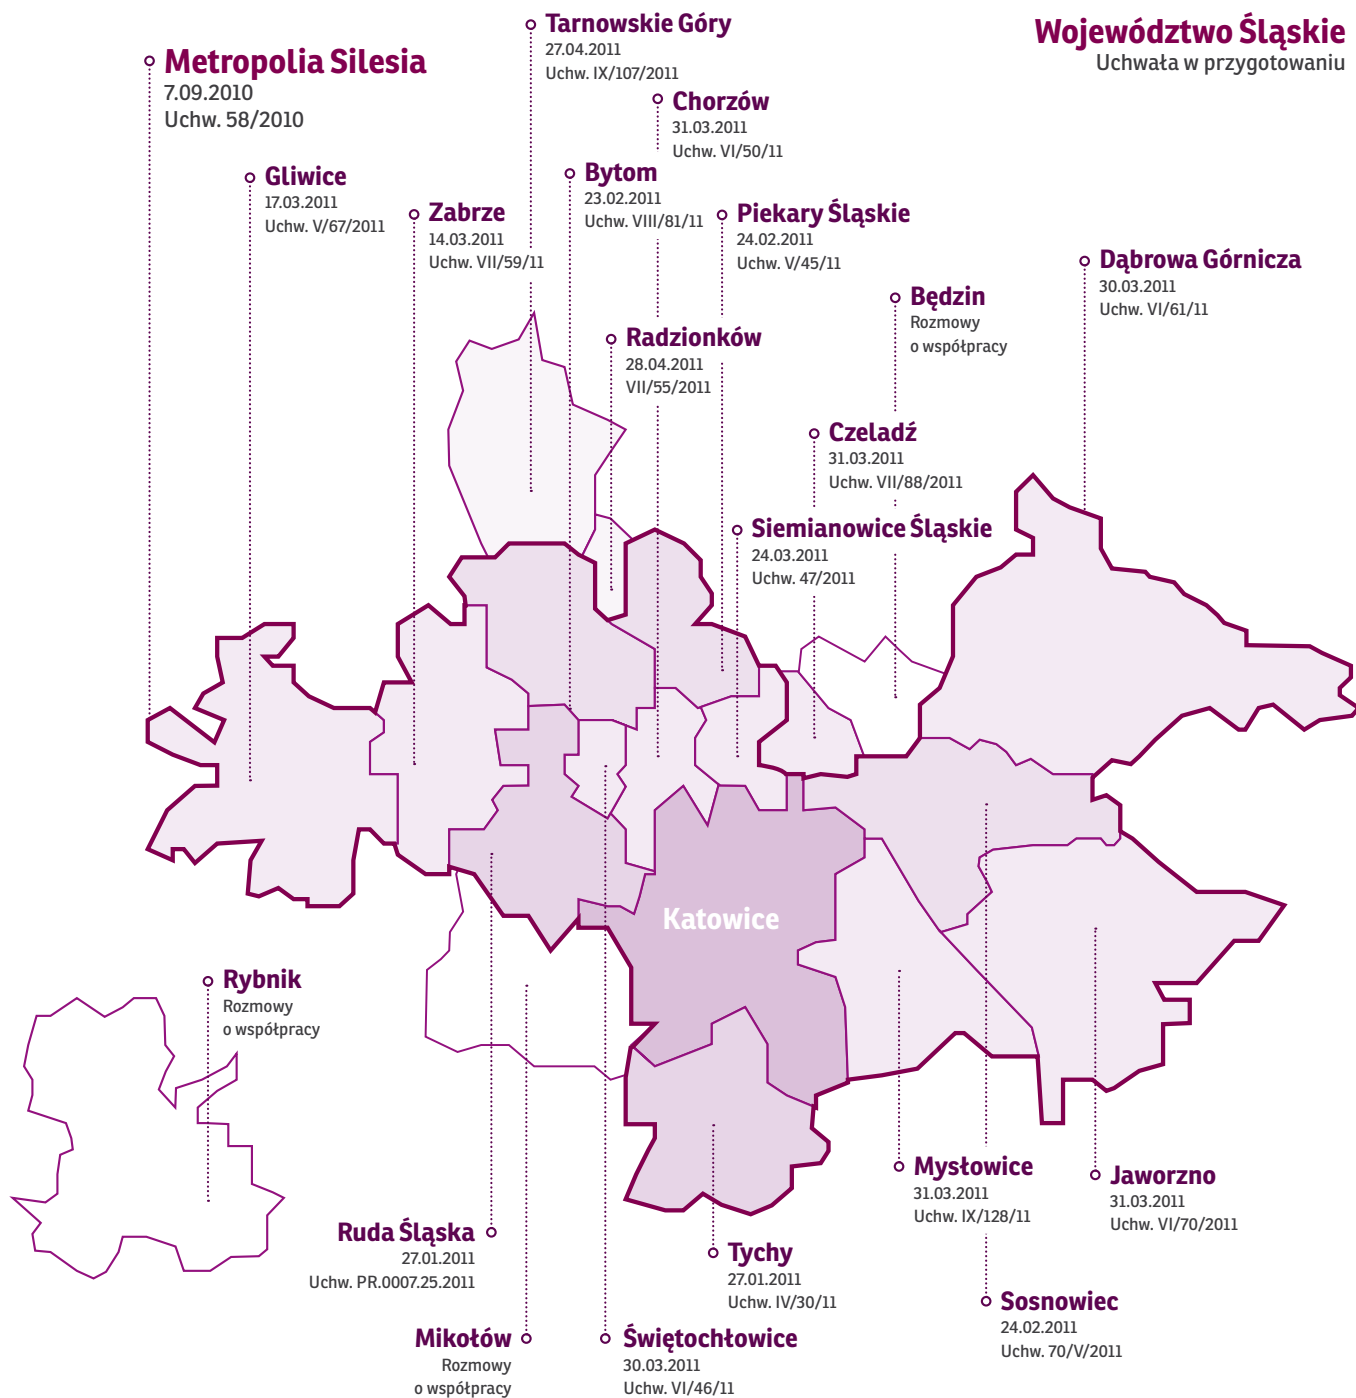 Tarnowskie Góry
27.04.2011
Uchw. IX/107/2011
Województwo Śląskie
Uchwała w przygotowaniu
Metropolia Silesia
7.09.2010
Uchw. 58/2010
Chorzów
31.03.2011
Uchw. VI/50/11
Gliwice
17.03.2011
Uchw. V/67/2011
Bytom
23.02.2011
Uchw. VIII/81/11
Zabrze
14.03.2011
Uchw. VII/59/11
Piekary Śląskie
24.02.2011
Uchw. V/45/11
Dąbrowa Górnicza
30.03.2011
Uchw. VI/61/11
Będzin
Rozmowy
o współpracy
Radzionków
28.04.2011
VII/55/2011
Czeladź
31.03.2011
Uchw. VII/88/2011
Siemianowice Śląskie
24.03.2011
Uchw. 47/2011
Katowice
Rybnik
Rozmowy
o współpracy
Mysłowice
31.03.2011
Uchw. IX/128/11
Jaworzno
31.03.2011
Uchw. VI/70/2011
Ruda Śląska
27.01.2011
Uchw. PR.0007.25.2011
Tychy
27.01.2011
Uchw. IV/30/11
Sosnowiec
24.02.2011
Uchw. 70/V/2011
Mikołów
Rozmowy
o współpracy
Świętochłowice
30.03.2011
Uchw. VI/46/11